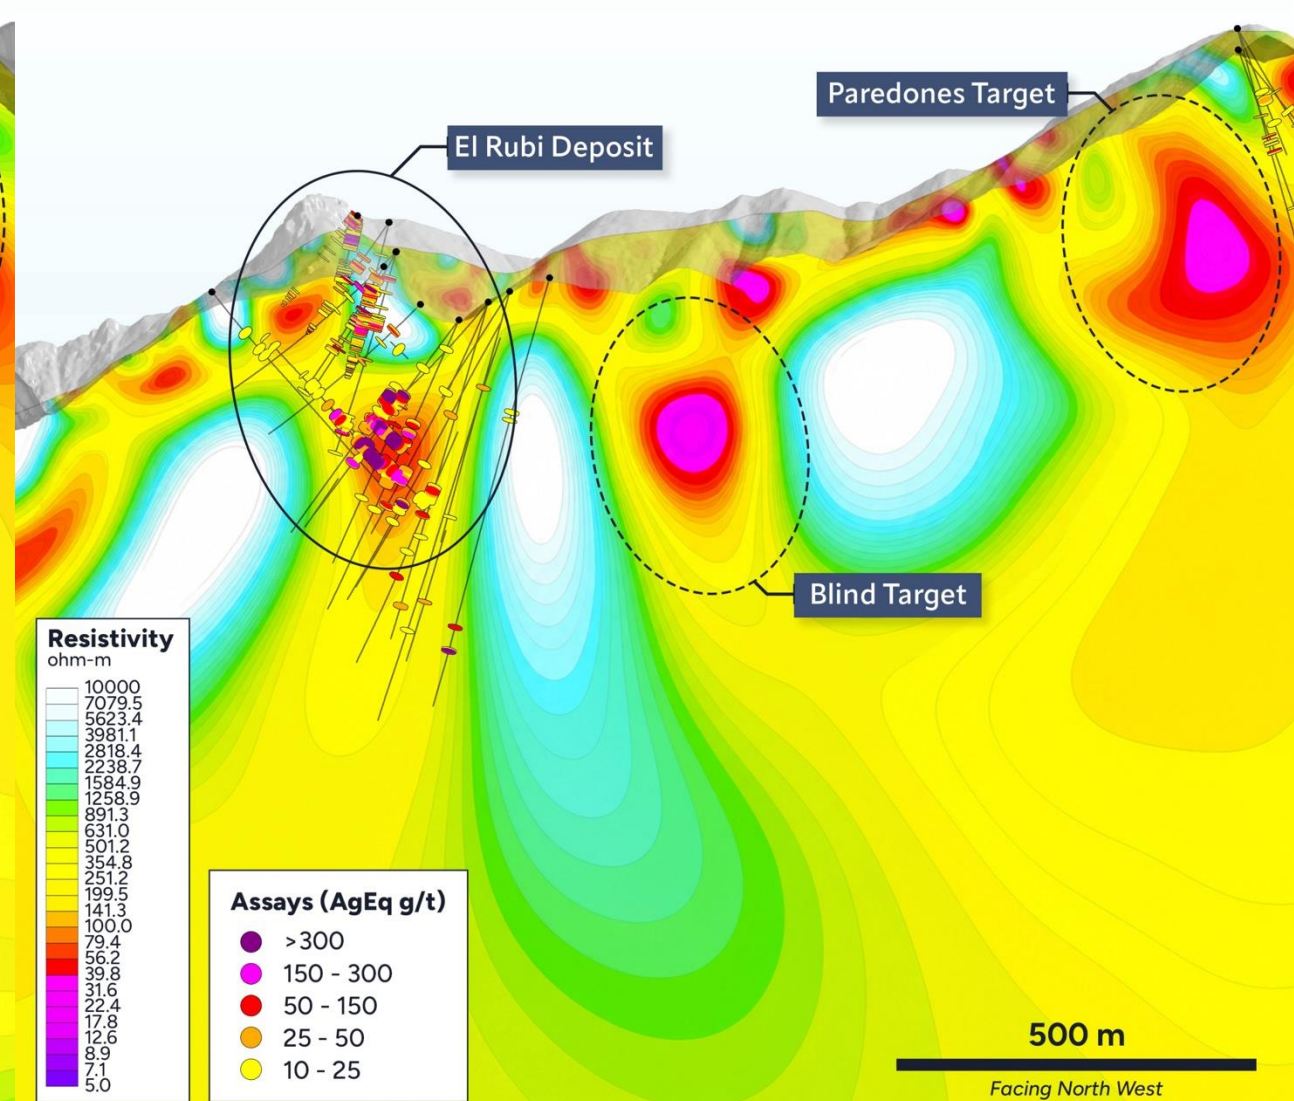 Paredones Target
El Rubi Deposit
Blind Target
Resistivity
ohm-m
10000
7079.5
5623.4
3981.1
2818.4
2238.7
1584.9
1258.9
891.3
631.0
501.2
354.8
251.2
199.5
141.3
100.0
79.4
56.2
39.8
31.6
22.4
17.8
12.6
8.9
7.1
5.0
Assays (AgEq g/t)
>300
150 - 300
50 - 150
25 - 50
10 - 25
500 m
Facing North West